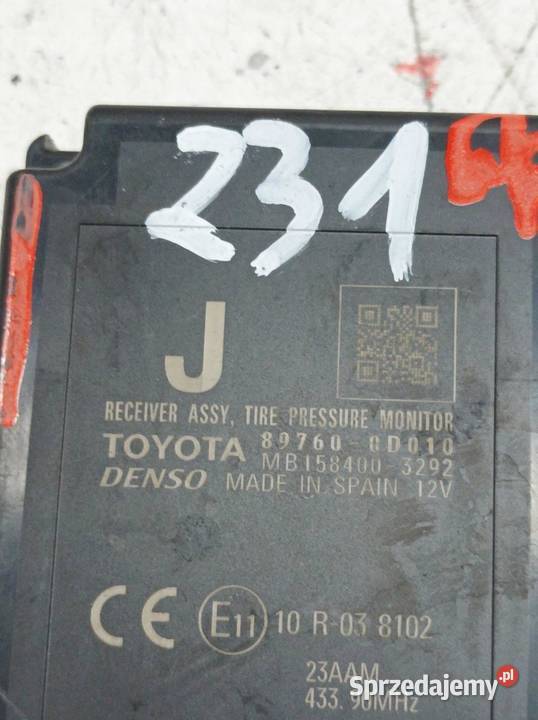 231
J
RECEIVER ASSY, TIRE PRESSURE MONITOR
TOYOTA 89760-0D010
MB158400-3292
DENSO MADE IN SPAIN 12V
CE E11 10 R-03 8102
23AAM
433.90MHz
Sprzedajemy.pl